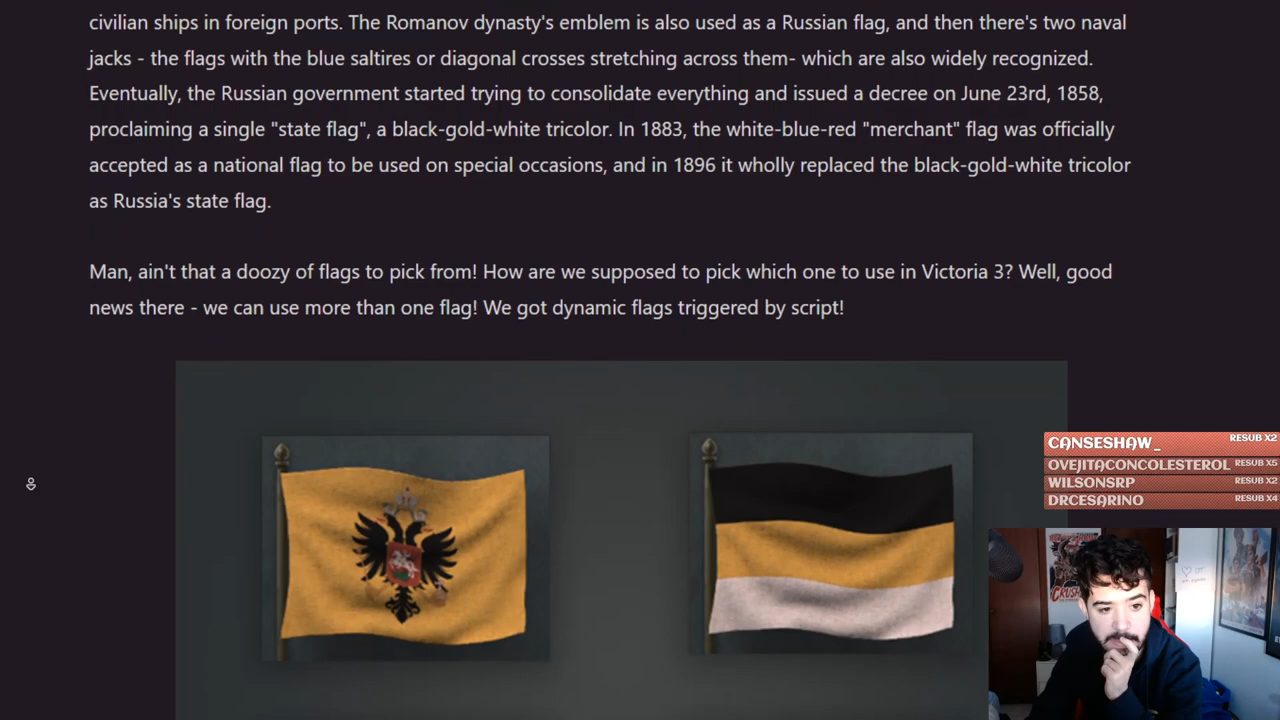 civilian ships in foreign ports. The Romanov dynasty's emblem is also used as a Russian flag, and then there's two naval
jacks - the flags with the blue saltires or diagonal crosses stretching across them- which are also widely recognized.
Eventually, the Russian government started trying to consolidate everything and issued a decree on June 23rd, 1858,
proclaiming a single "state flag", a black-gold-white tricolor. In 1883, the white-blue-red "merchant" flag was officially
accepted as a national flag to be used on special occasions, and in 1896 it wholly replaced the black-gold-white tricolor
as Russia's state flag.
Man, ain't that a doozy of flags to pick from! How are we supposed to pick which one to use in Victoria 3? Well, good
news there - we can use more than one flag! We got dynamic flags triggered by script!
CANSESHAW_ RESUB X2
OVEJITACONCOLESTEROL RESUB X5
WILSONSRP RESUB X2
DRCESARINO RESUB X4
CRUSH